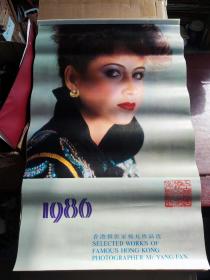 1986
香港攝影家楊凡作品選
SELECTED WORKS OF
FAMOUS HONG KONG
PHOTOGRAPHER Mr YANG FAN